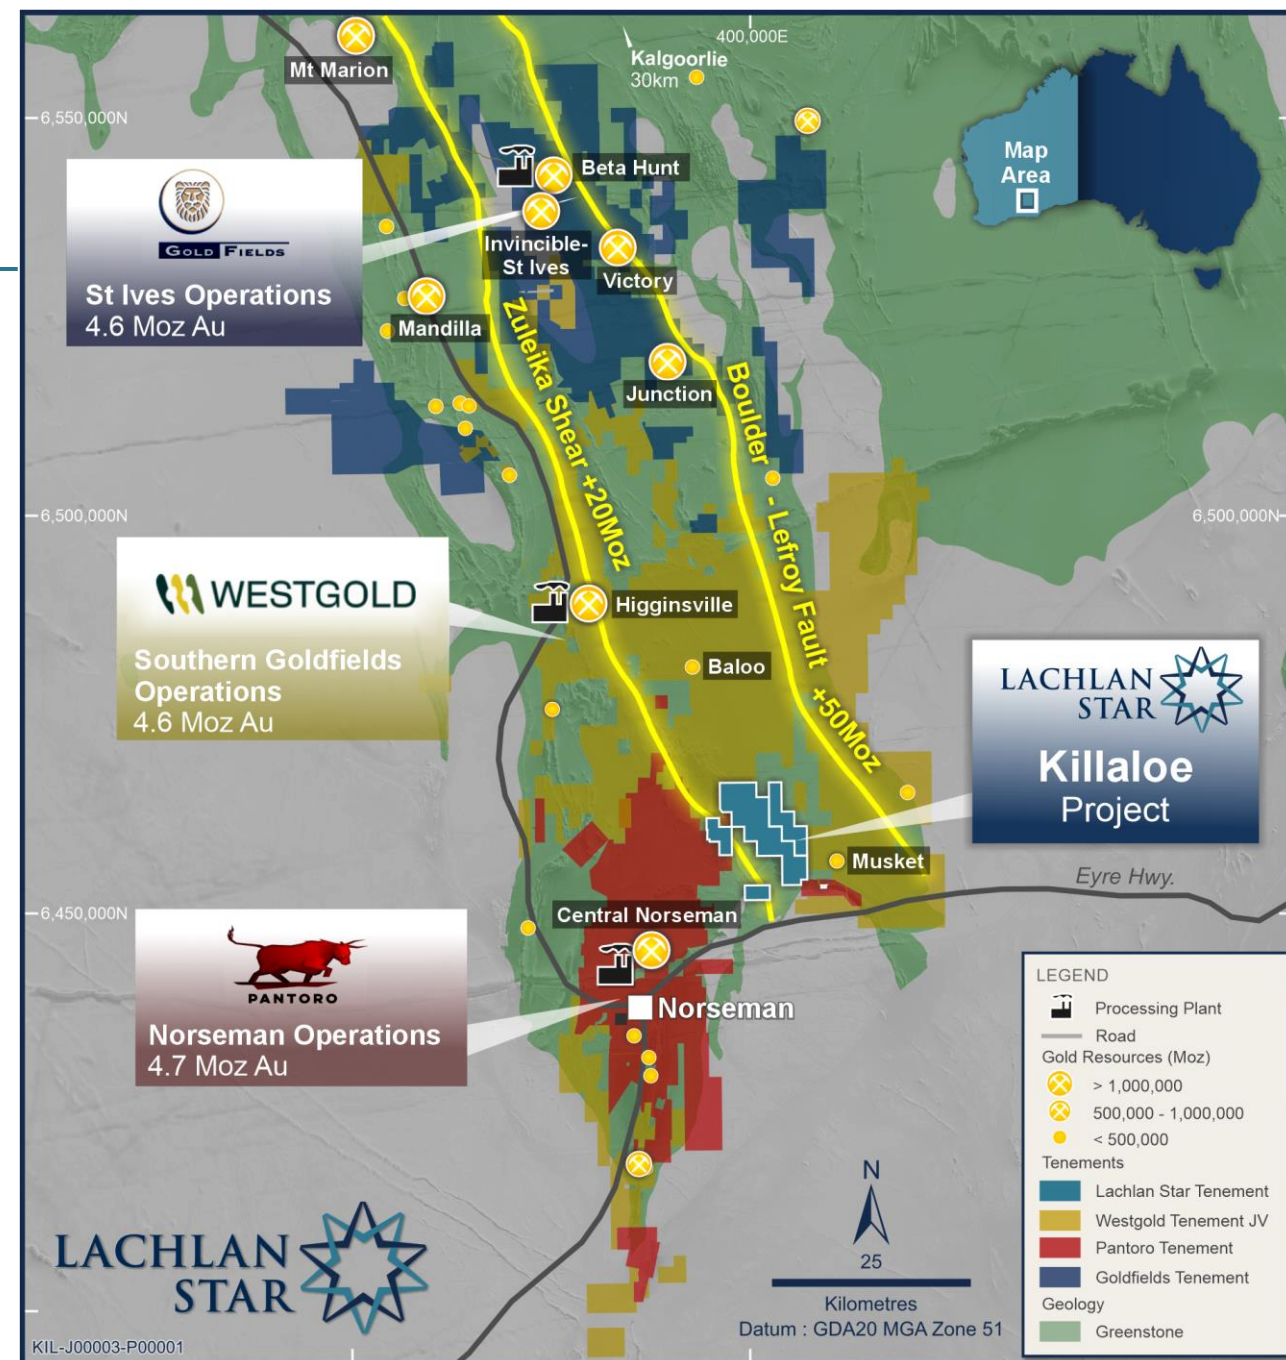 400,000E
Kalgoorlie
30km
Mt Marion
6,550,000N
Map
Area
Beta Hunt
GOLD FIELDS
St Ives Operations
4.6 Moz Au
Invincible-
St Ives
Victory
Mandilla
Junction
Zuleika Shear +20Moz
Boulder - Lefroy Fault +50Moz
6,500,000N
6,500,000N
WESTGOLD
Southern Goldfields
Operations
4.6 Moz Au
Higginsville
Baloo
LACHLAN
STAR
Killaloe
Project
Musket
Eyre Hwy.
6,450,000N
Central Norseman
PANTORO
Norseman Operations
4.7 Moz Au
Norseman
LEGEND
Processing Plant
Road
Gold Resources (Moz)
> 1,000,000
500,000 - 1,000,000
< 500,000
Tenements
Lachlan Star Tenement
Westgold Tenement JV
Pantoro Tenement
Goldfields Tenement
Geology
Greenstone
N
25
Kilometres
Datum : GDA20 MGA Zone 51
LACHLAN
STAR
KIL-J00003-P00001